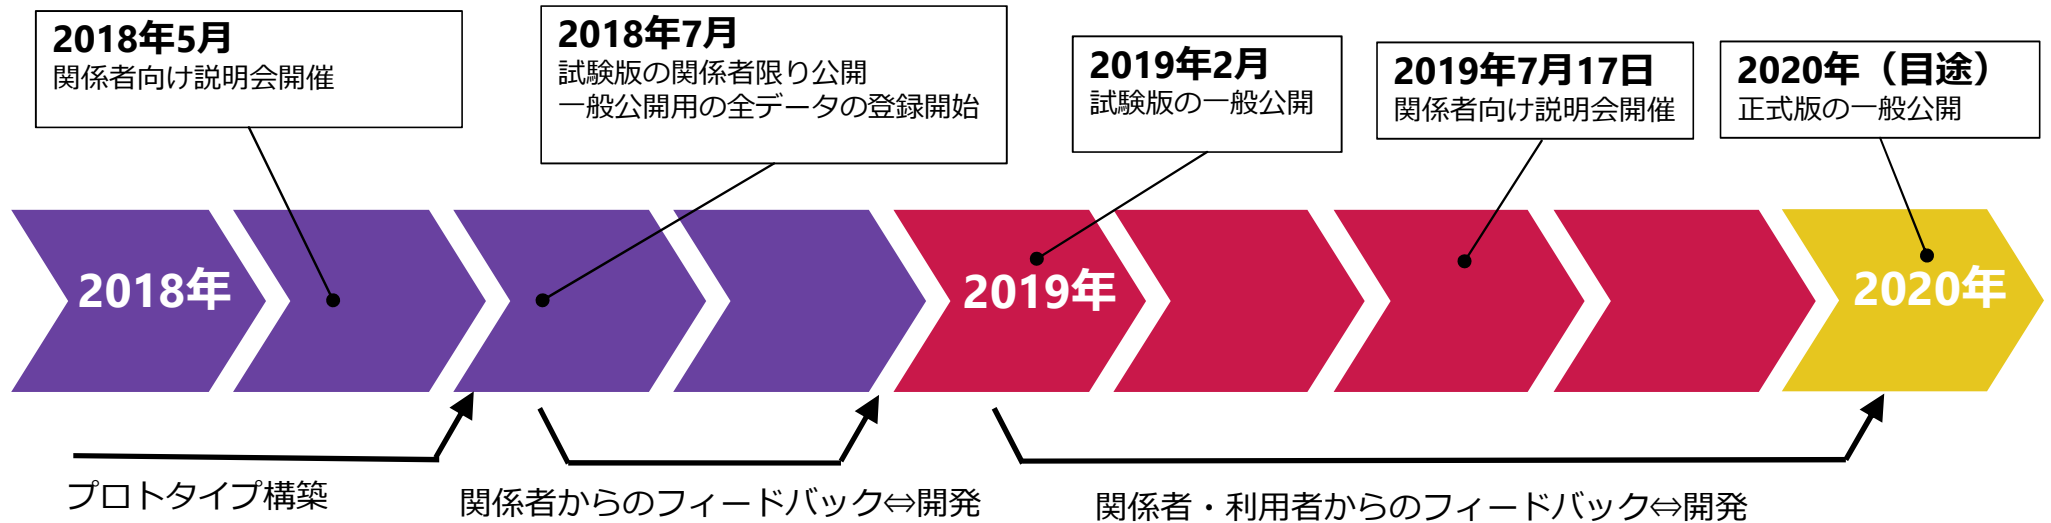 2018年5月
関係者向け説明会開催
2018年7月
試験版の関係者限り公開
一般公開用の全データの登録開始
2019年2月
試験版の一般公開
2019年7月17日
関係者向け説明会開催
2020年（目途）
正式版の一般公開
2018年
2019年
2020年
プロトタイプ構築
関係者からのフィードバック⇔開発
関係者・利用者からのフィードバック⇔開発